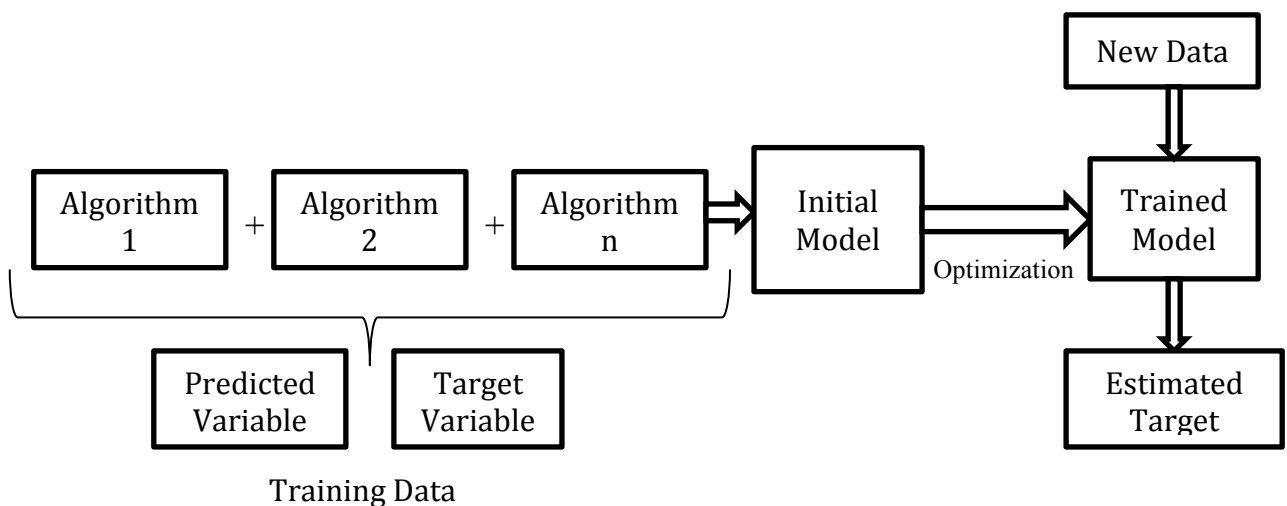 New Data
Algorithm
1
+
Algorithm
2
+
Algorithm
n
Initial
Model
Optimization
Trained
Model
Predicted
Variable
Target
Variable
Estimated
Target
Training Data